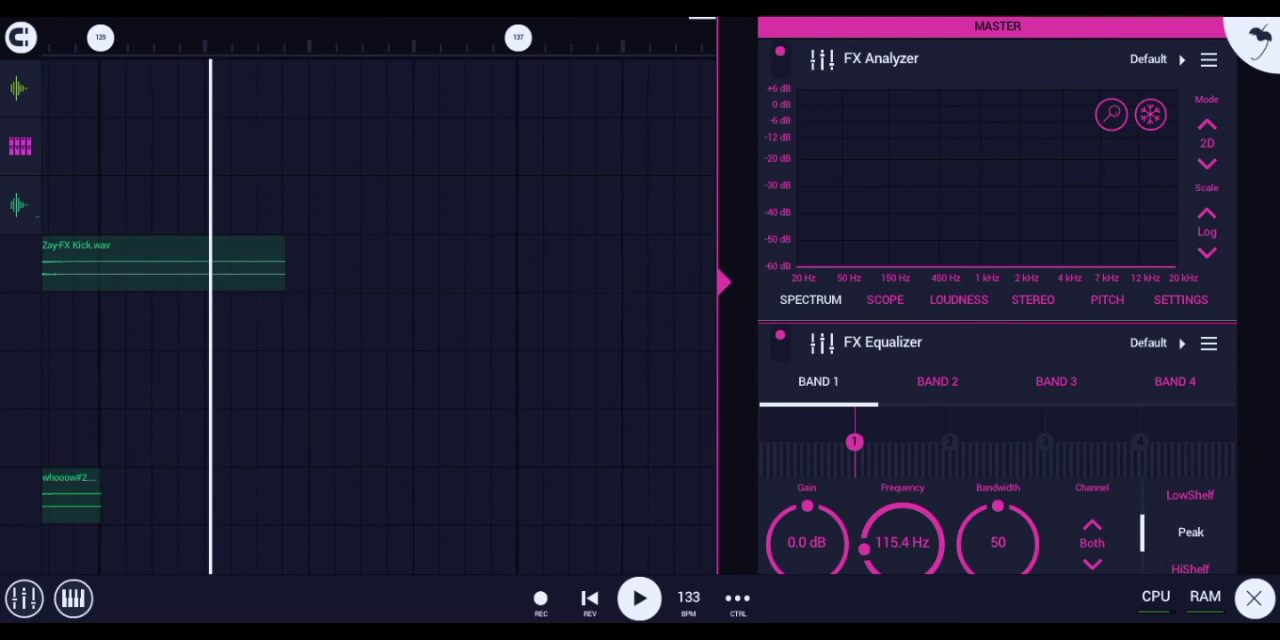 129
137
MASTER
FX Analyzer
Default
+6 dB
0 dB
-6 dB
-12 dB
-20 dB
-30 dB
-40 dB
-50 dB
-60 dB
20 Hz 50 Hz 150 Hz 450 Hz 1 kHz 2 kHz 4 kHz 7 kHz 12 kHz 20 kHz
Mode
2D
Scale
Log
SPECTRUM SCOPE LOUDNESS STEREO PITCH SETTINGS
Zay-FX Kick.wav
whooow#2...
FX Equalizer
Default
BAND 1 BAND 2 BAND 3 BAND 4
1 2 3 4
Gain Frequency Bandwidth Channel
0.0 dB 115.4 Hz 50 Both
LowShelf
Peak
HiShelf
REC REV 133 BPM CTRL
CPU RAM